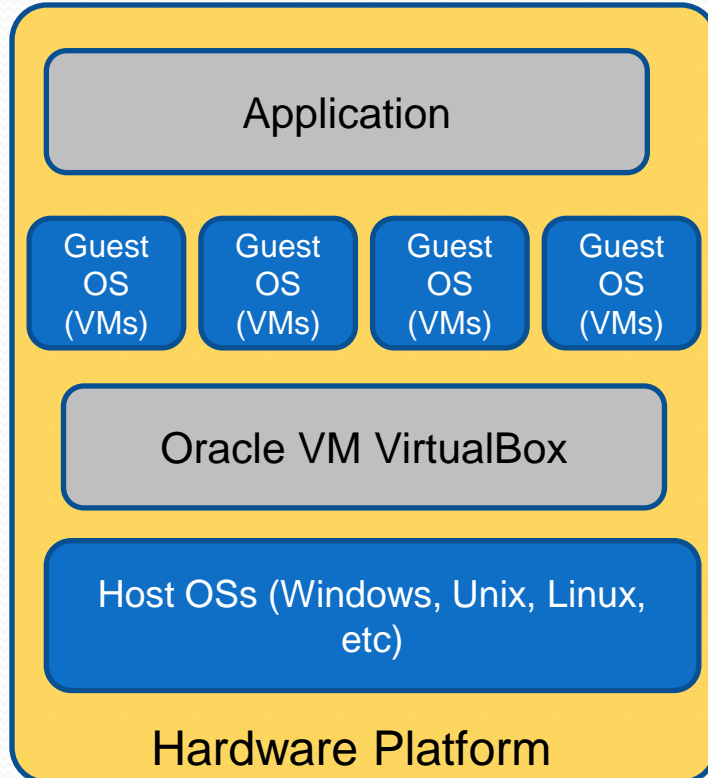 Application
Guest Guest Guest Guest
OS OS OS OS
(VMs) (VMs) (VMs) (VMs)
Oracle VM VirtualBox
Host OSs (Windows, Unix, Linux,
etc)
Hardware Platform